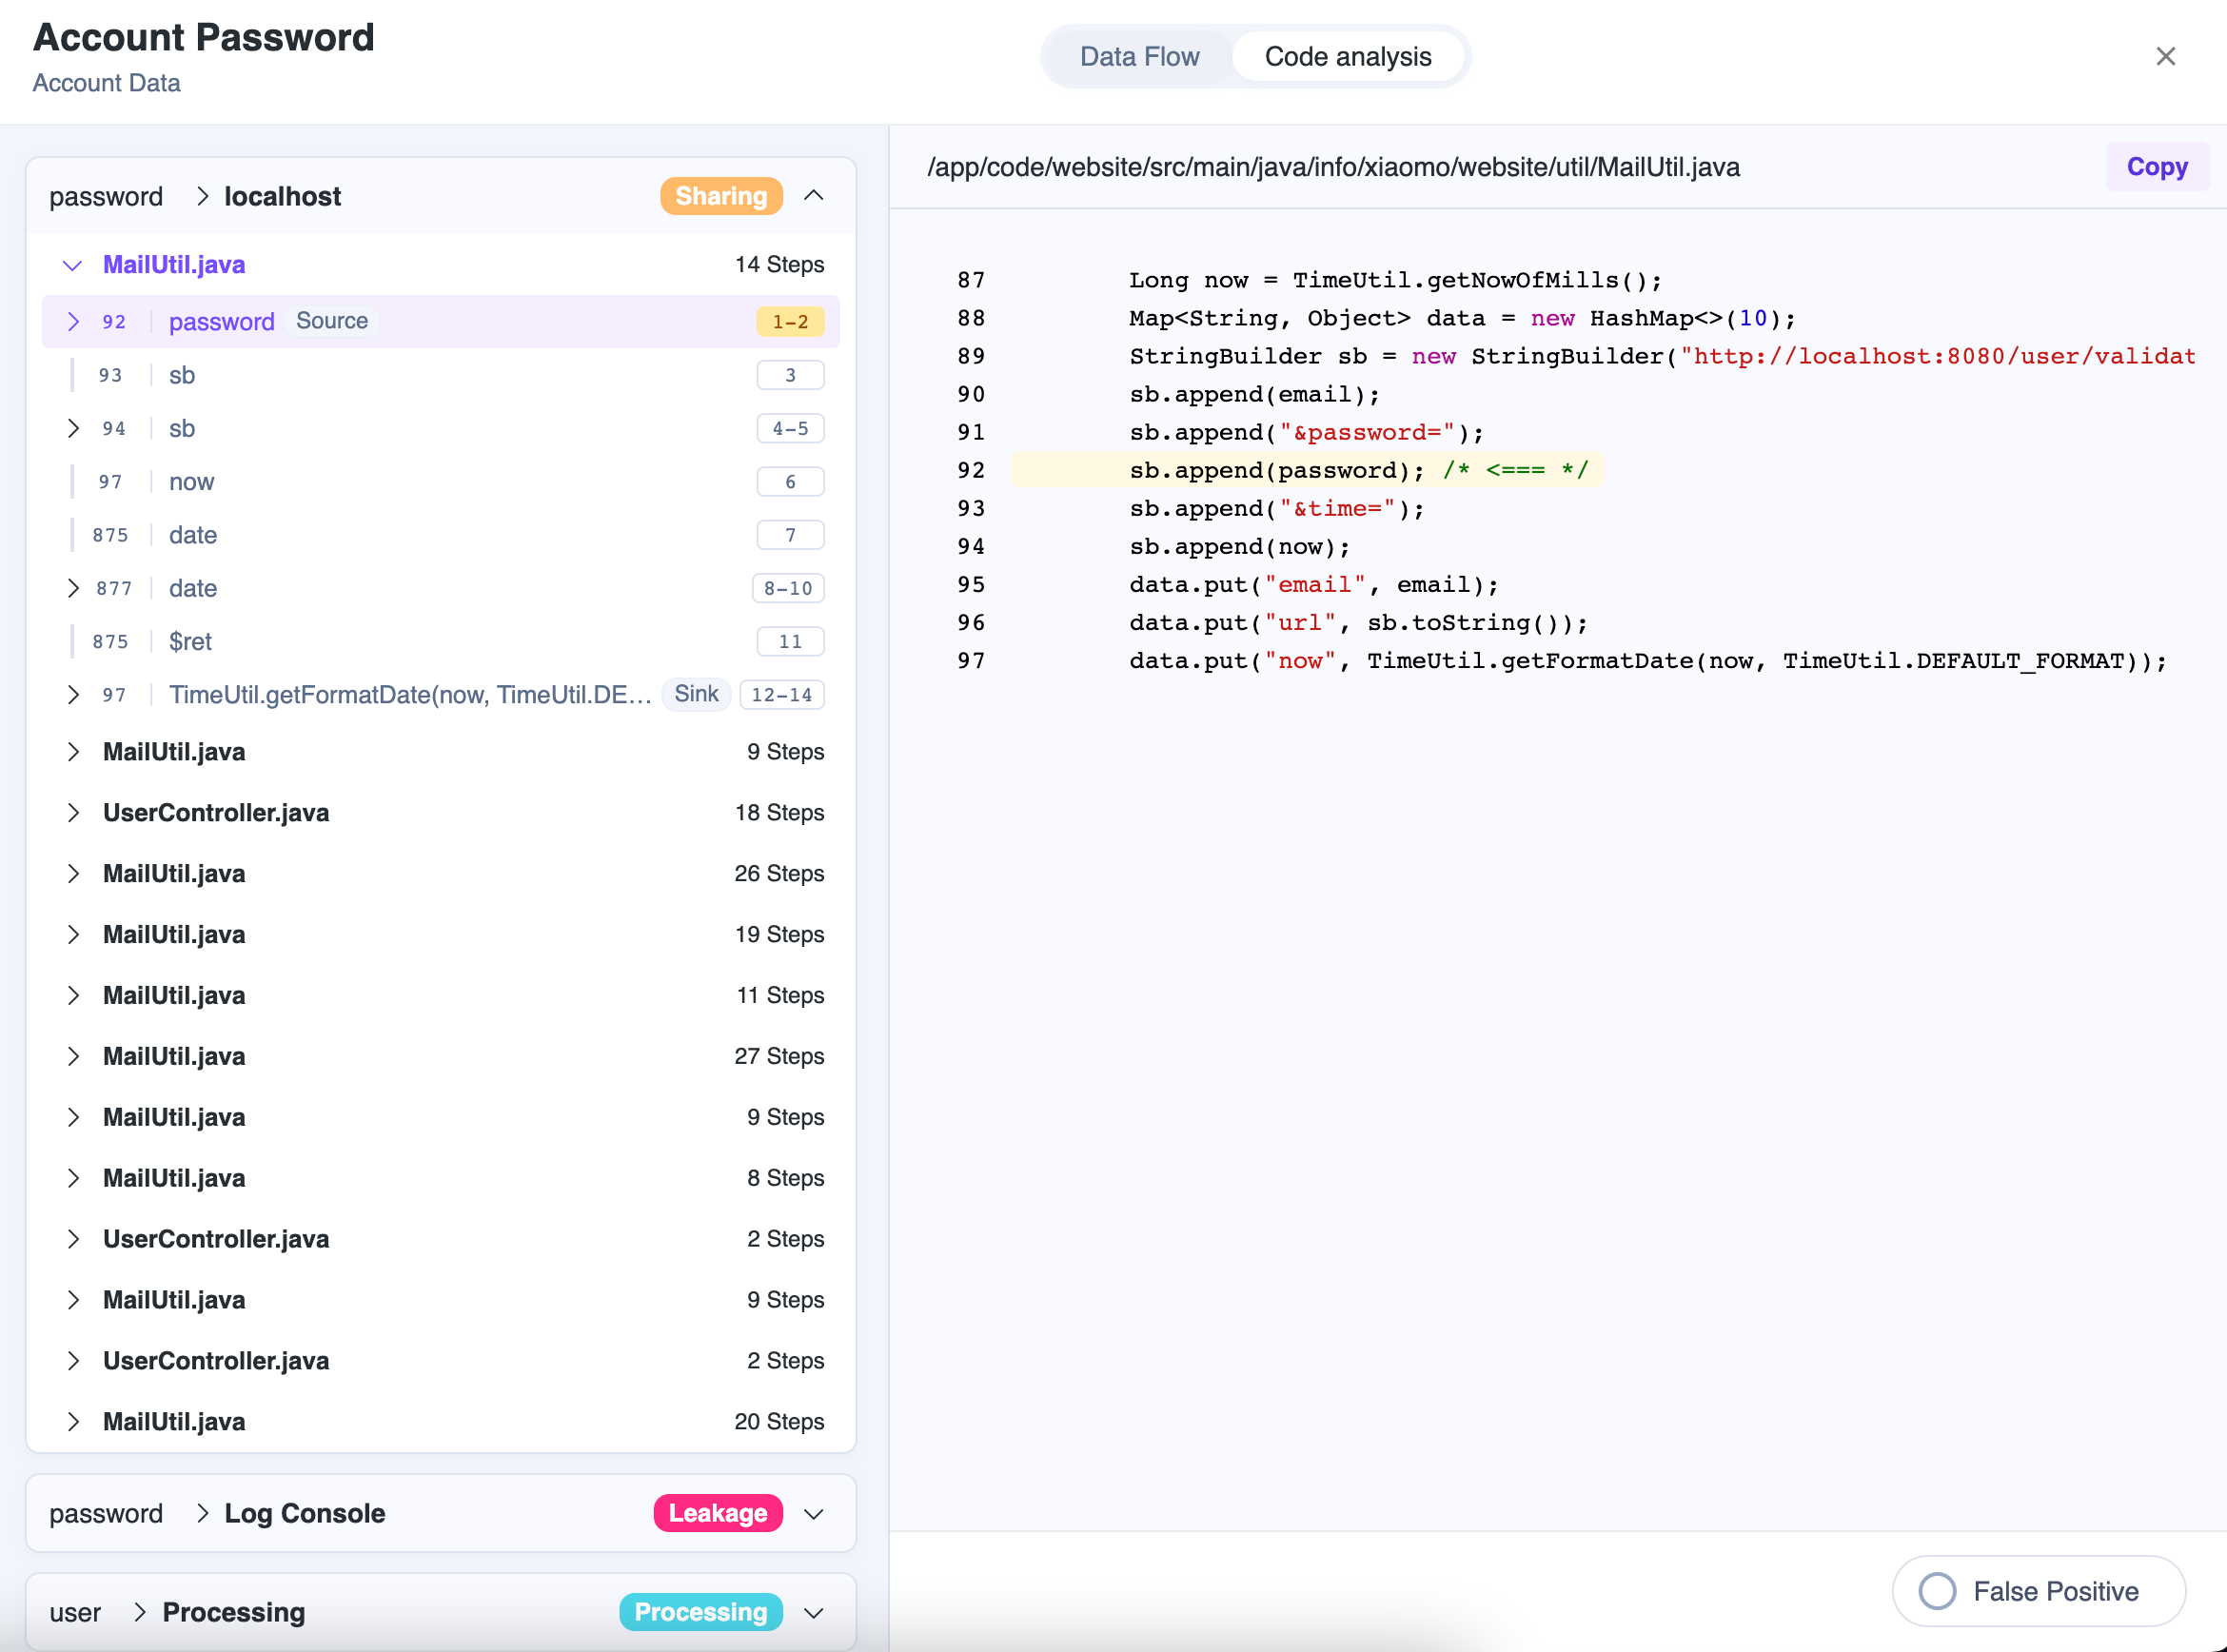 Account Password
Account Data
Data Flow
Code analysis
password > localhost
Sharing
MailUtil.java
14 Steps
92 password Source 1-2
93 sb 3
94 sb 4-5
97 now 6
875 date 7
877 date 8-10
875 $ret 11
97 TimeUtil.getFormatDate(now, TimeUtil.DE... Sink 12-14
MailUtil.java 9 Steps
UserController.java 18 Steps
MailUtil.java 26 Steps
MailUtil.java 19 Steps
MailUtil.java 11 Steps
MailUtil.java 27 Steps
MailUtil.java 9 Steps
MailUtil.java 8 Steps
UserController.java 2 Steps
MailUtil.java 9 Steps
UserController.java 2 Steps
MailUtil.java 20 Steps
password > Log Console Leakage
user > Processing Processing
/app/code/website/src/main/java/info/xiaomo/website/util/MailUtil.java
Copy
87 Long now = TimeUtil.getNowOfMills();
88 Map<String, Object> data = new HashMap<>(10);
89 StringBuilder sb = new StringBuilder("http://localhost:8080/user/validat
90 sb.append(email);
91 sb.append("&password=");
92 sb.append(password); /* <=== */
93 sb.append("&time=");
94 sb.append(now);
95 data.put("email", email);
96 data.put("url", sb.toString());
97 data.put("now", TimeUtil.getFormatDate(now, TimeUtil.DEFAULT_FORMAT));
False Positive